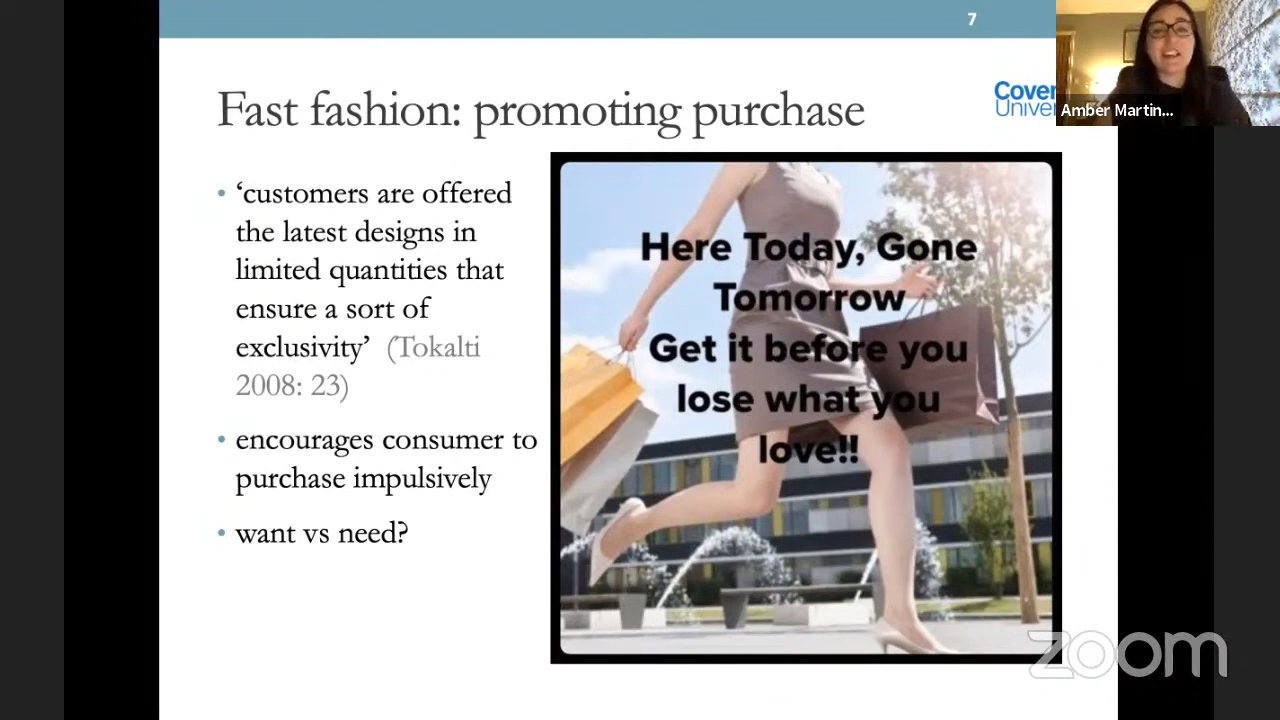 7
Fast fashion: promoting purchase
Cover
Univer
Amber Martin...
• ‘customers are offered
the latest designs in
limited quantities that
ensure a sort of
exclusivity’ (Tokalti
2008: 23)
• encourages consumer to
purchase impulsively
• want vs need?
Here Today, Gone
Tomorrow
Get it before you
lose what you
love!!
zoom